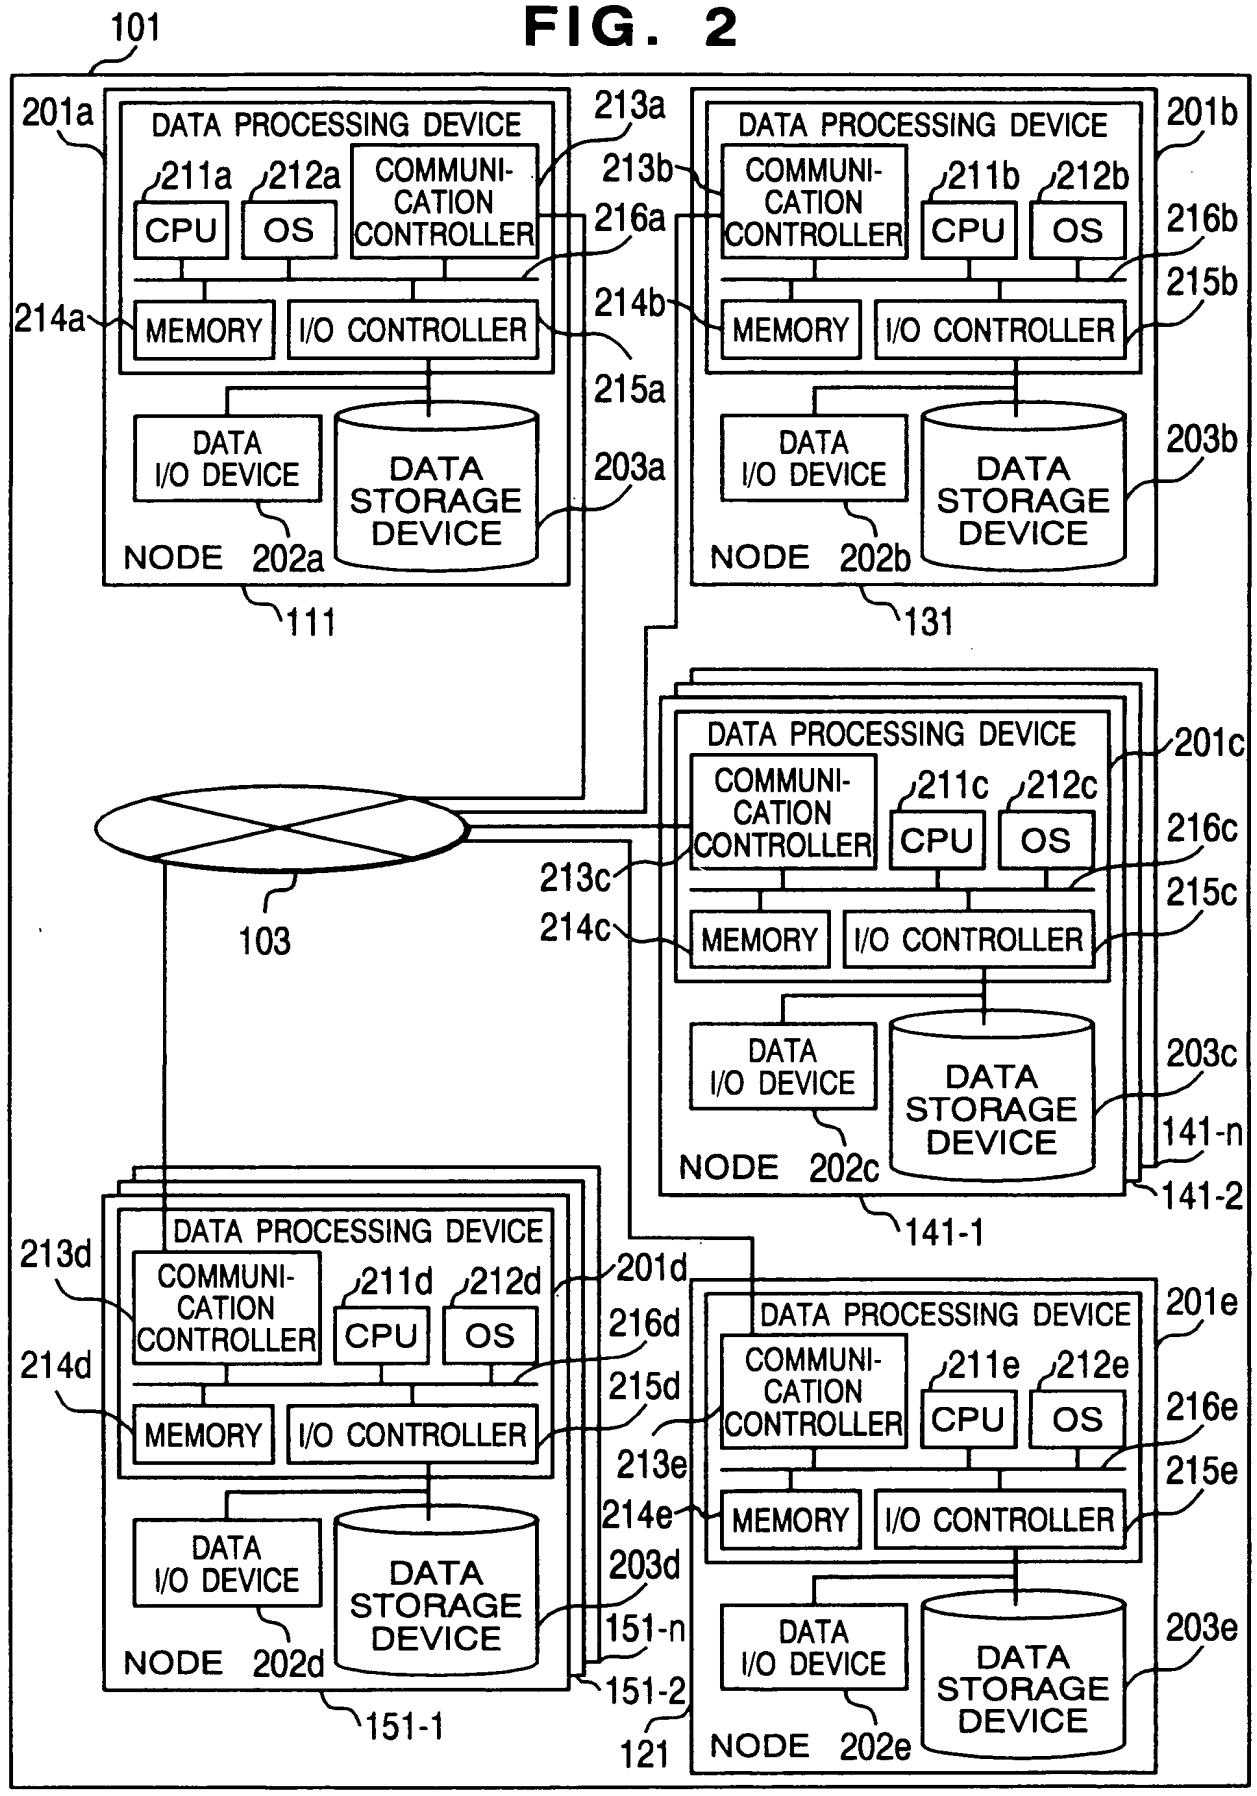 FIG. 2
101
201a
DATA PROCESSING DEVICE
213a
211a
212a
COMMUNI-
CATION
CONTROLLER
CPU
OS
216a
214a
MEMORY
I/O CONTROLLER
215a
DATA
I/O DEVICE
DATA
STORAGE
DEVICE
203a
NODE
202a
111
DATA PROCESSING DEVICE
201b
213b
COMMUNI-
CATION
CONTROLLER
211b
212b
CPU
OS
216b
214b
MEMORY
I/O CONTROLLER
215b
DATA
I/O DEVICE
DATA
STORAGE
DEVICE
203b
NODE
202b
131
103
DATA PROCESSING DEVICE
201c
COMMUNI-
CATION
CONTROLLER
211c
212c
CPU
OS
216c
213c
214c
MEMORY
I/O CONTROLLER
215c
DATA
I/O DEVICE
DATA
STORAGE
DEVICE
203c
NODE
202c
141-n
141-2
141-1
DATA PROCESSING DEVICE
201d
213d
COMMUNI-
CATION
CONTROLLER
211d
212d
CPU
OS
216d
214d
MEMORY
I/O CONTROLLER
215d
DATA
I/O DEVICE
DATA
STORAGE
DEVICE
203d
NODE
202d
151-n
151-2
151-1
DATA PROCESSING DEVICE
201e
COMMUNI-
CATION
CONTROLLER
211e
212e
CPU
OS
216e
213e
214e
MEMORY
I/O CONTROLLER
215e
DATA
I/O DEVICE
DATA
STORAGE
DEVICE
203e
NODE
202e
121